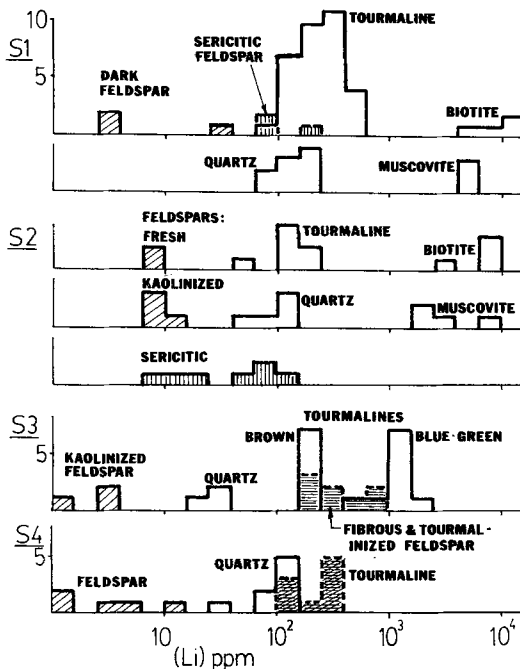 S1
10
5
DARK
FELDSPAR
SERICITIC
FELDSPAR
TOURMALINE
BIOTITE
QUARTZ
MUSCOVITE
S2
FELDSPARS:
FRESH
TOURMALINE
BIOTITE
KAOLINIZED
QUARTZ
MUSCOVITE
SERICITIC
S3
5
KAOLINIZED
FELDSPAR
QUARTZ
TOURMALINES
BROWN
BLUE-GREEN
FIBROUS & TOURMAL-
INIZED FELDSPAR
S4
5
FELDSPAR
QUARTZ
TOURMALINE
10
10²
10³
10⁴
(Li) ppm